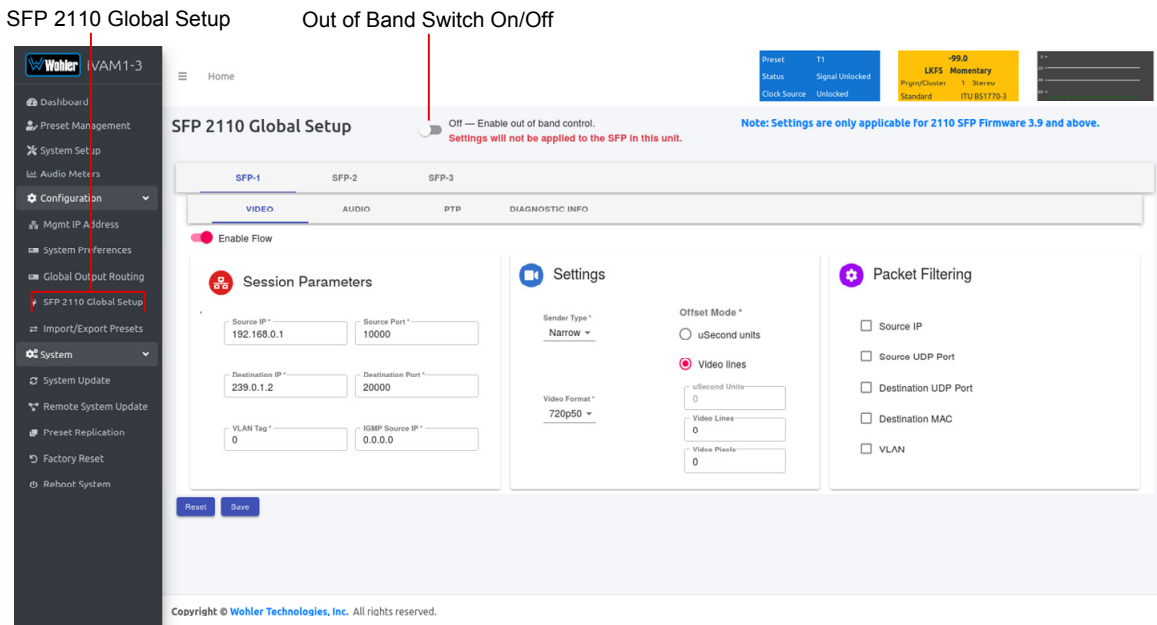 SFP 2110 Global Setup
Out of Band Switch On/Off
Wohler iVAM1-3
Home
Preset T1
Status Signal Unlocked
Clock Source Unlocked
-99.0
LKFS Momentary
Prgm/Cluster 1 Stereo
Standard ITU BS1770-3
Dashboard
Preset Management
System Setup
Audio Meters
Configuration
Mgmt IP Address
System Preferences
Global Output Routing
SFP 2110 Global Setup
Import/Export Presets
System
System Update
Remote System Update
Preset Replication
Factory Reset
Reboot System
SFP 2110 Global Setup
Off — Enable out of band control.
Settings will not be applied to the SFP in this unit.
Note: Settings are only applicable for 2110 SFP Firmware 3.9 and above.
SFP-1 SFP-2 SFP-3
VIDEO AUDIO PTP DIAGNOSTIC INFO
Enable Flow
Session Parameters
Source IP *
192.168.0.1
Source Port *
10000
Destination IP *
239.0.1.2
Destination Port *
20000
VLAN Tag *
0
IGMP Source IP *
0.0.0.0
Settings
Sender Type *
Narrow
Video Format *
720p50
Offset Mode *
uSecond units
Video lines
uSecond Units
0
Video Lines
0
Video Pixels
0
Packet Filtering
Source IP
Source UDP Port
Destination UDP Port
Destination MAC
VLAN
Reset Save
Copyright © Wohler Technologies, Inc. All rights reserved.